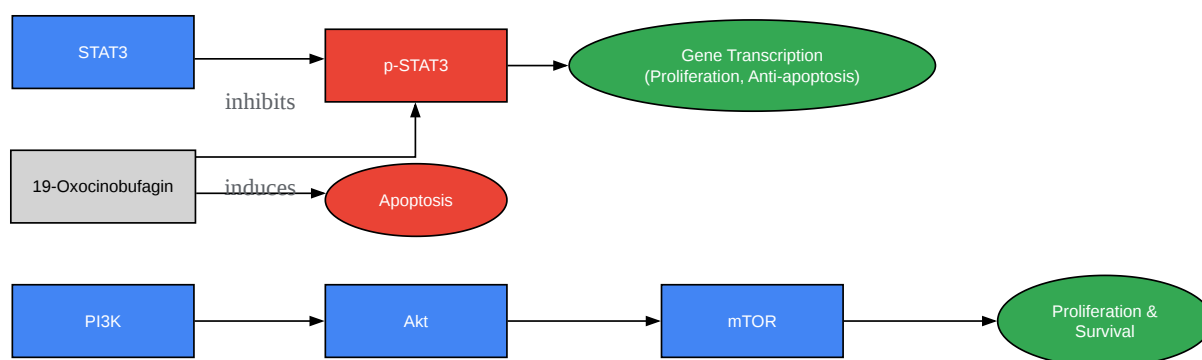 STAT3
p-STAT3
Gene Transcription
(Proliferation, Anti-apoptosis)
inhibits
19-Oxocinobufagin
induces
Apoptosis
PI3K
Akt
mTOR
Proliferation &
Survival